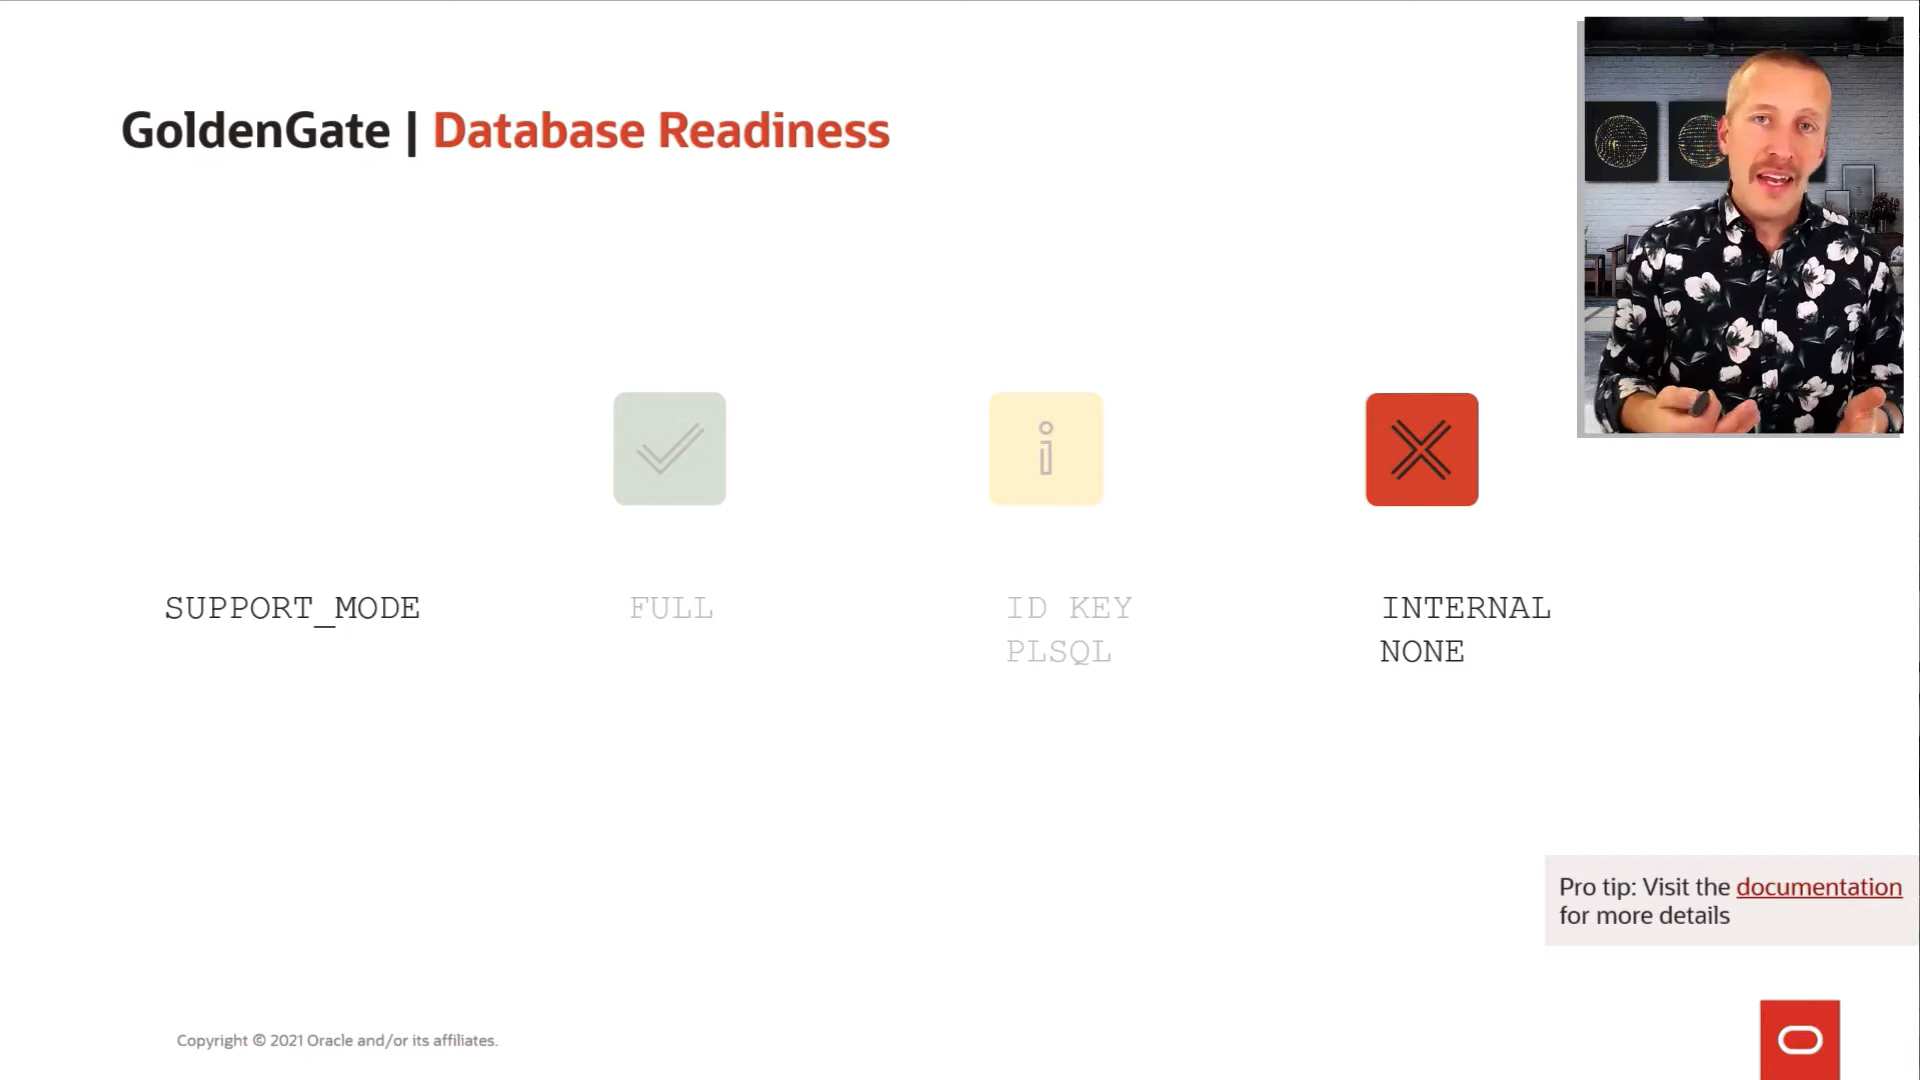 GoldenGate | Database Readiness
SUPPORT_MODE
FULL
ID KEY
PLSQL
INTERNAL
NONE
Pro tip: Visit the documentation
for more details
Copyright © 2021 Oracle and/or its affiliates.